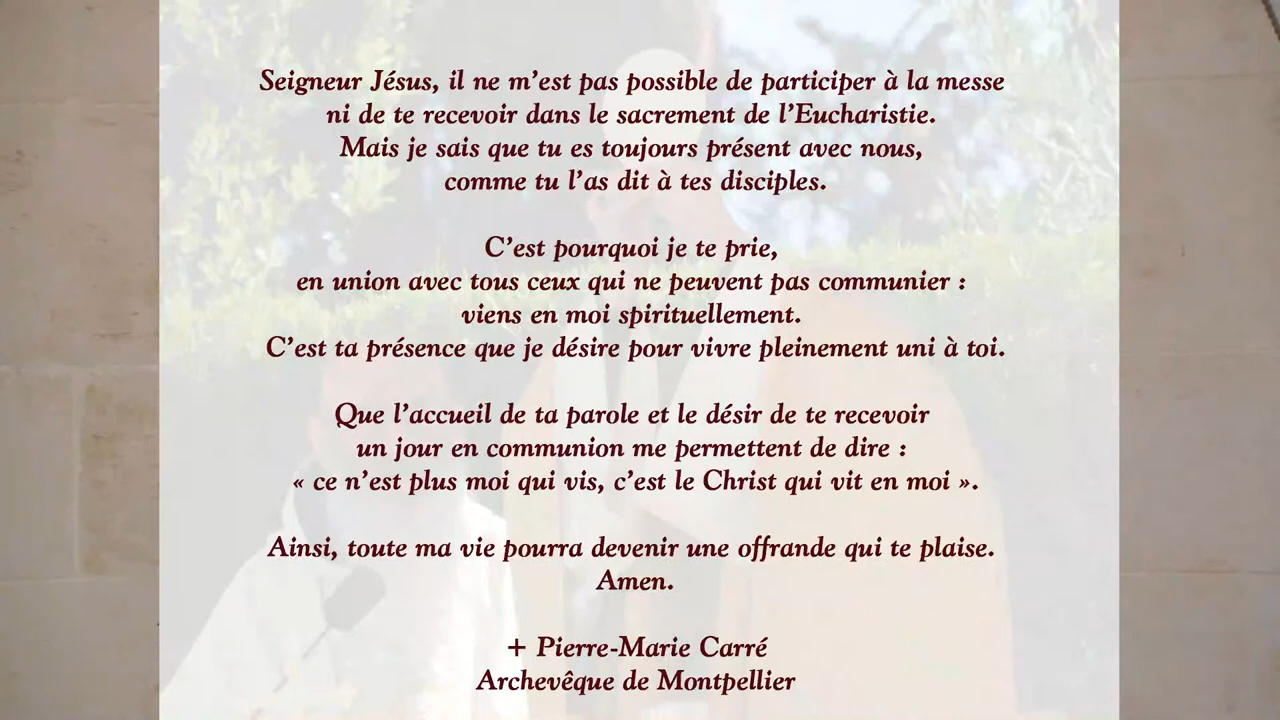 Seigneur Jésus, il ne m’est pas possible de participer à la messe
ni de te recevoir dans le sacrement de l’Eucharistie.
Mais je sais que tu es toujours présent avec nous,
comme tu l’as dit à tes disciples.
C’est pourquoi je te prie,
en union avec tous ceux qui ne peuvent pas communier :
viens en moi spirituellement.
C’est ta présence que je désire pour vivre pleinement uni à toi.
Que l’accueil de ta parole et le désir de te recevoir
un jour en communion me permettent de dire :
« ce n’est plus moi qui vis, c’est le Christ qui vit en moi ».
Ainsi, toute ma vie pourra devenir une offrande qui te plaise.
Amen.
+ Pierre-Marie Carré
Archevêque de Montpellier